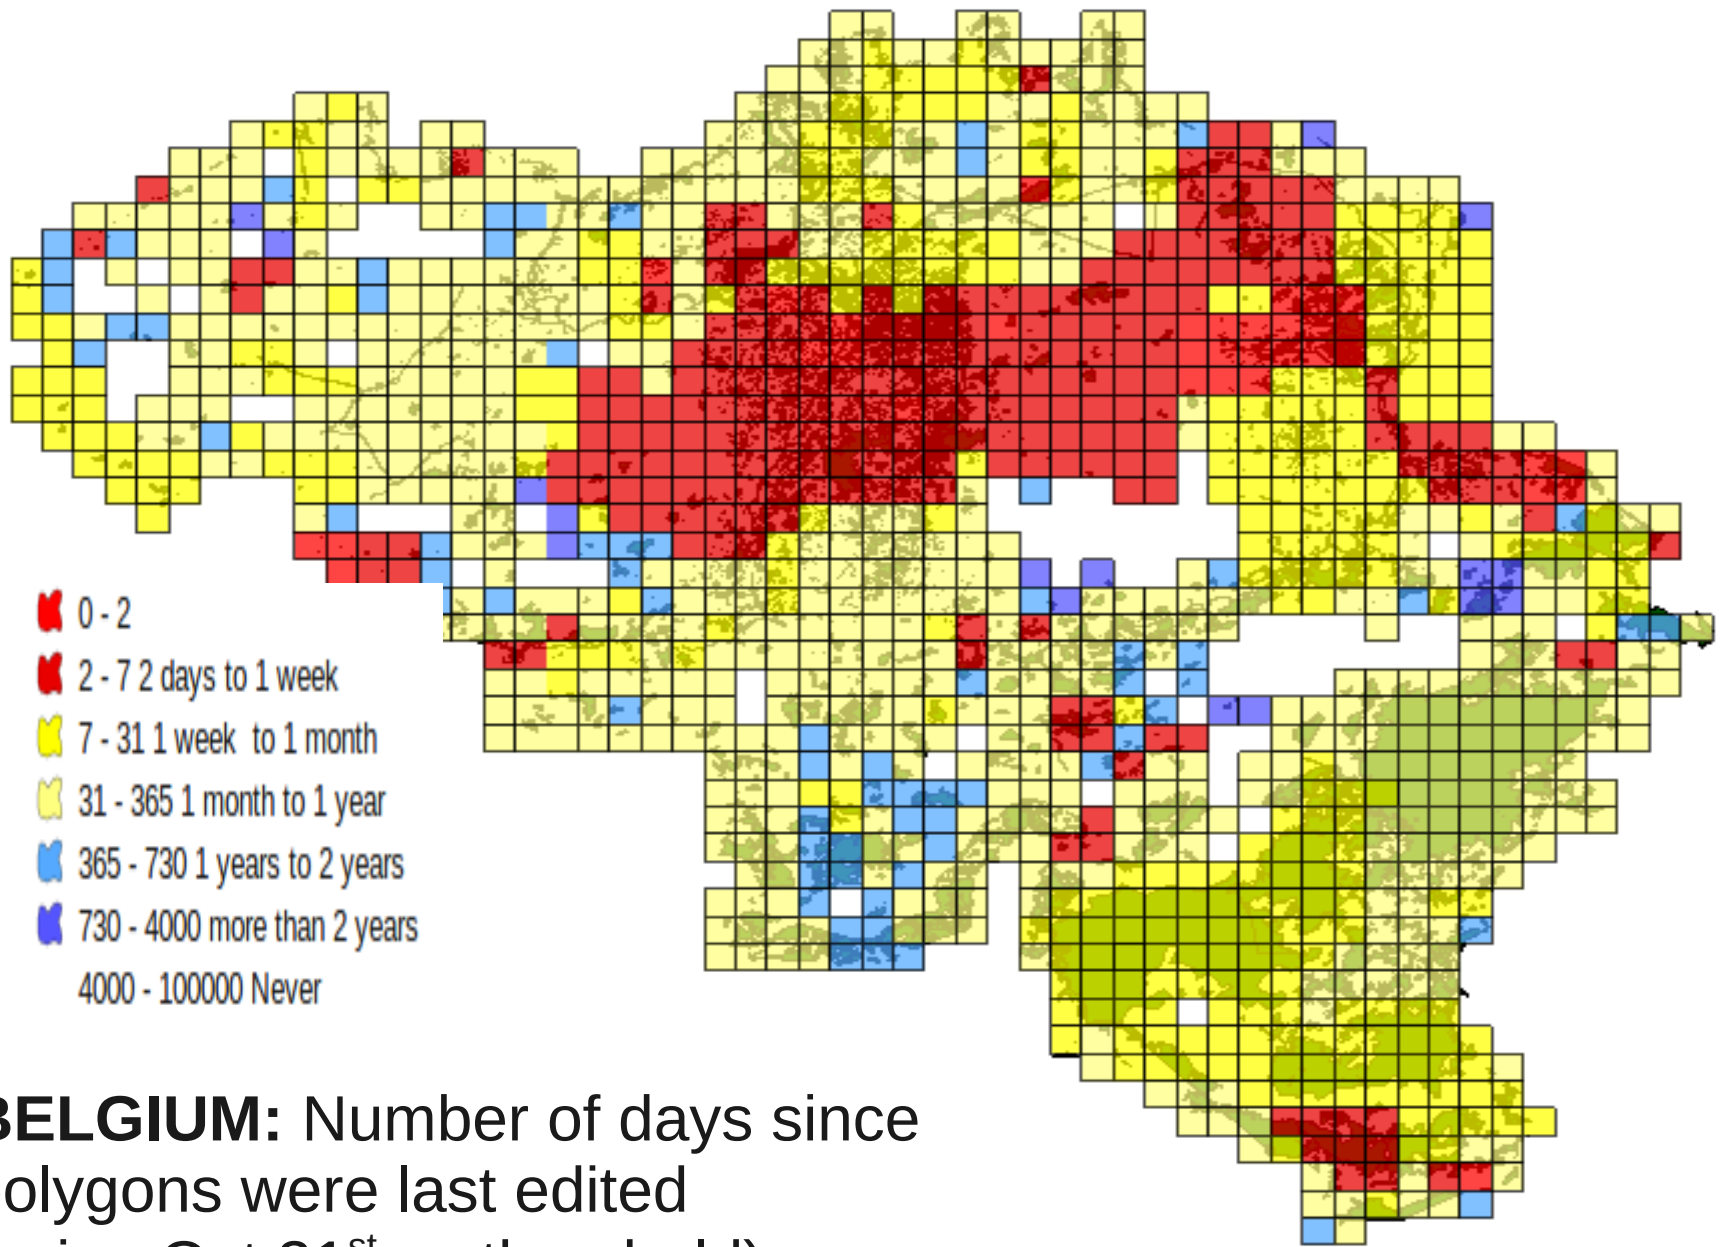 0 - 2
2 - 7 2 days to 1 week
7 - 31 1 week  to 1 month
31 - 365 1 month to 1 year
365 - 730 1 years to 2 years
730 - 4000 more than 2 years
4000 - 100000 Never
BELGIUM: Number of days since
olygons were last edited
Oct 31st